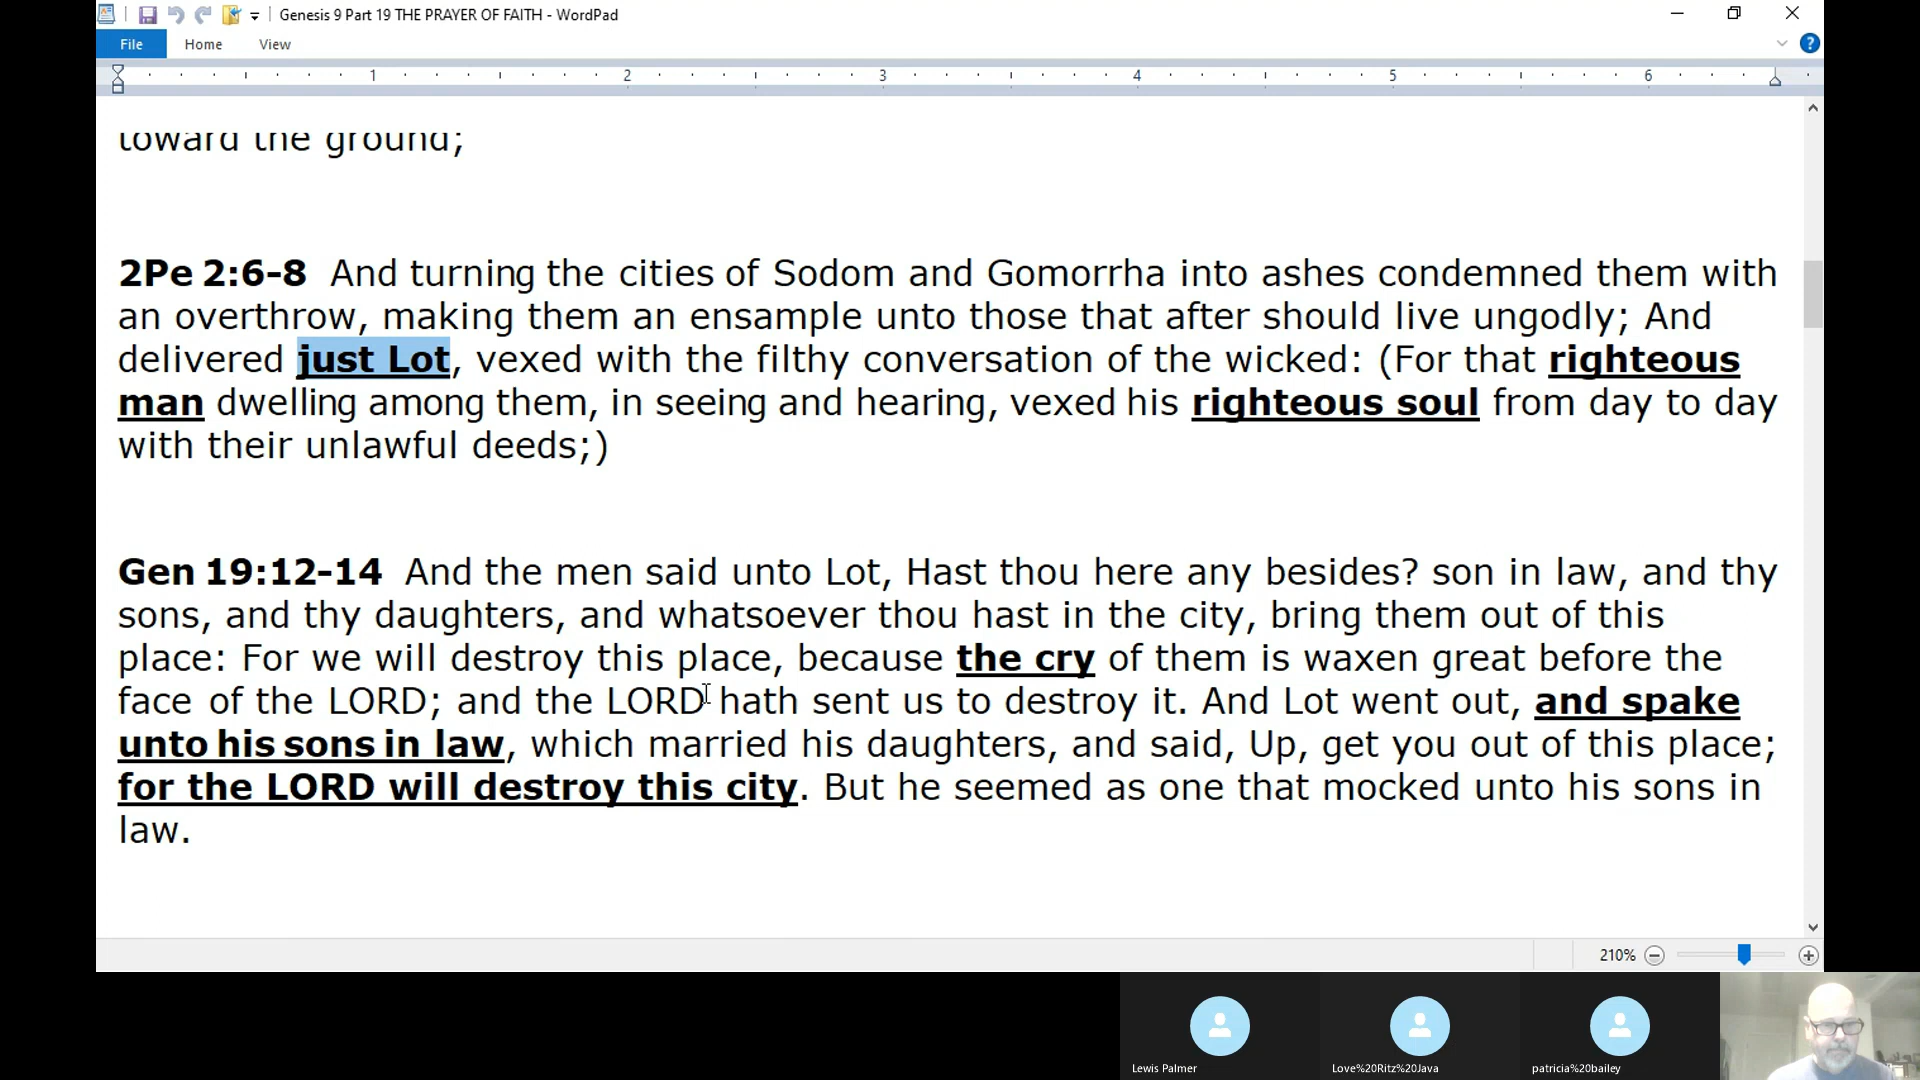 Genesis 9 Part 19 THE PRAYER OF FAITH - WordPad
File Home View
1 2 3 4 5 6
toward the ground;
2Pe 2:6-8 And turning the cities of Sodom and Gomorrha into ashes condemned them with
an overthrow, making them an ensample unto those that after should live ungodly; And
delivered just Lot, vexed with the filthy conversation of the wicked: (For that righteous
man dwelling among them, in seeing and hearing, vexed his righteous soul from day to day
with their unlawful deeds;)
Gen 19:12-14 And the men said unto Lot, Hast thou here any besides? son in law, and thy
sons, and thy daughters, and whatsoever thou hast in the city, bring them out of this
place: For we will destroy this place, because the cry of them is waxen great before the
face of the LORD; and the LORD hath sent us to destroy it. And Lot went out, and spake
unto his sons in law, which married his daughters, and said, Up, get you out of this place;
for the LORD will destroy this city. But he seemed as one that mocked unto his sons in
law.
210%
Lewis Palmer Love%20Ritz%20Java patricia%20bailey